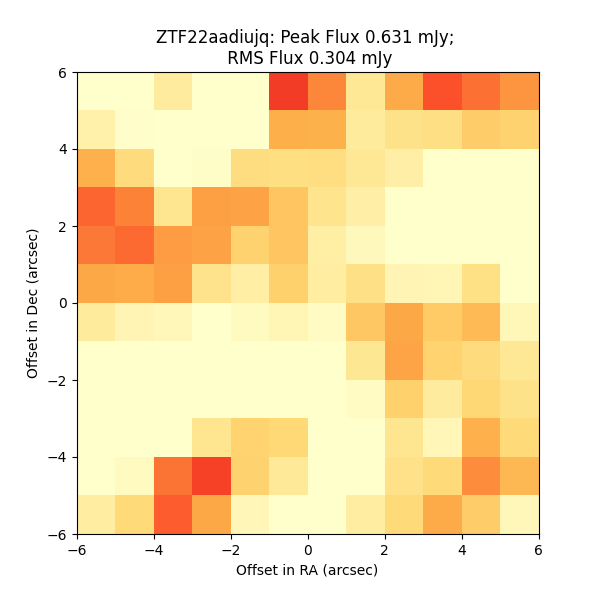 ZTF22aadiujq: Peak Flux 0.631 mJy;
RMS Flux 0.304 mJy
6
4
2
0
−2
−4
−6
Offset in Dec (arcsec)
−6 −4 −2 0 2 4 6
Offset in RA (arcsec)